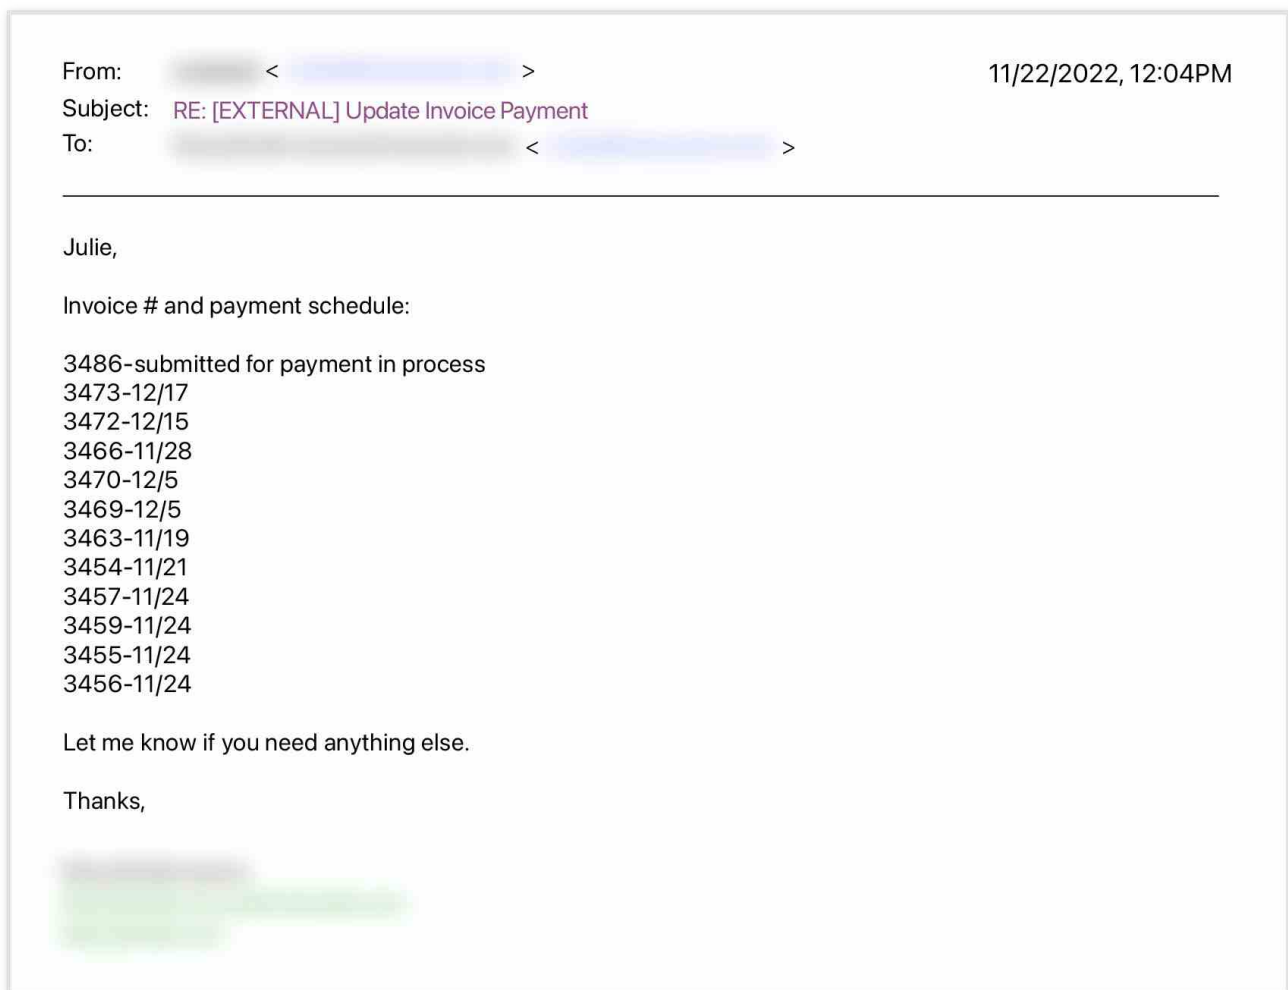 From: < > 11/22/2022, 12:04PM
Subject: RE: [EXTERNAL] Update Invoice Payment
To: < >
Julie,
Invoice # and payment schedule:
3486-submitted for payment in process
3473-12/17
3472-12/15
3466-11/28
3470-12/5
3469-12/5
3463-11/19
3454-11/21
3457-11/24
3459-11/24
3455-11/24
3456-11/24
Let me know if you need anything else.
Thanks,